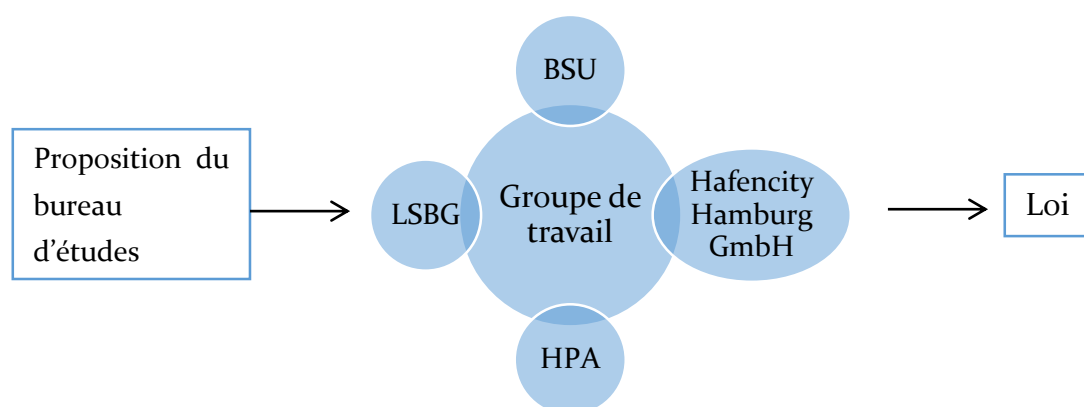 BSU
Proposition du
bureau
d'études
LSBG
Groupe de
travail
Hafencity
Hamburg
GmbH
Loi
HPA